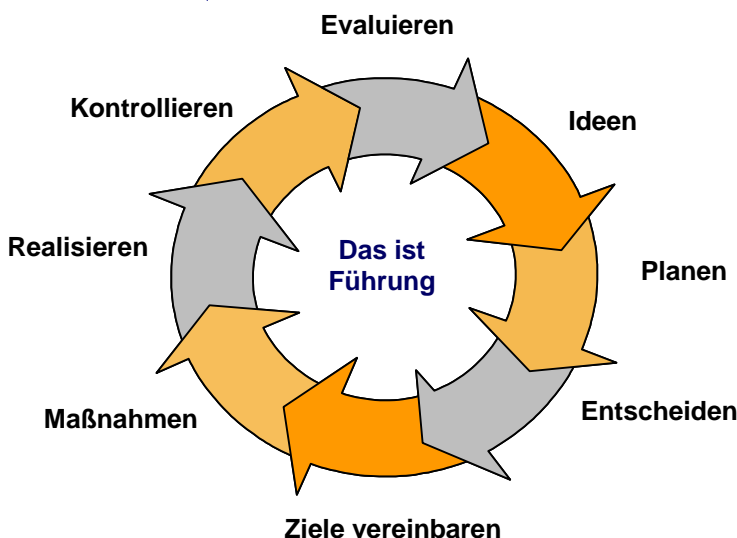 Evaluieren
Kontrollieren
Ideen
Realisieren
Das ist
Führung
Planen
Maßnahmen
Entscheiden
Ziele vereinbaren